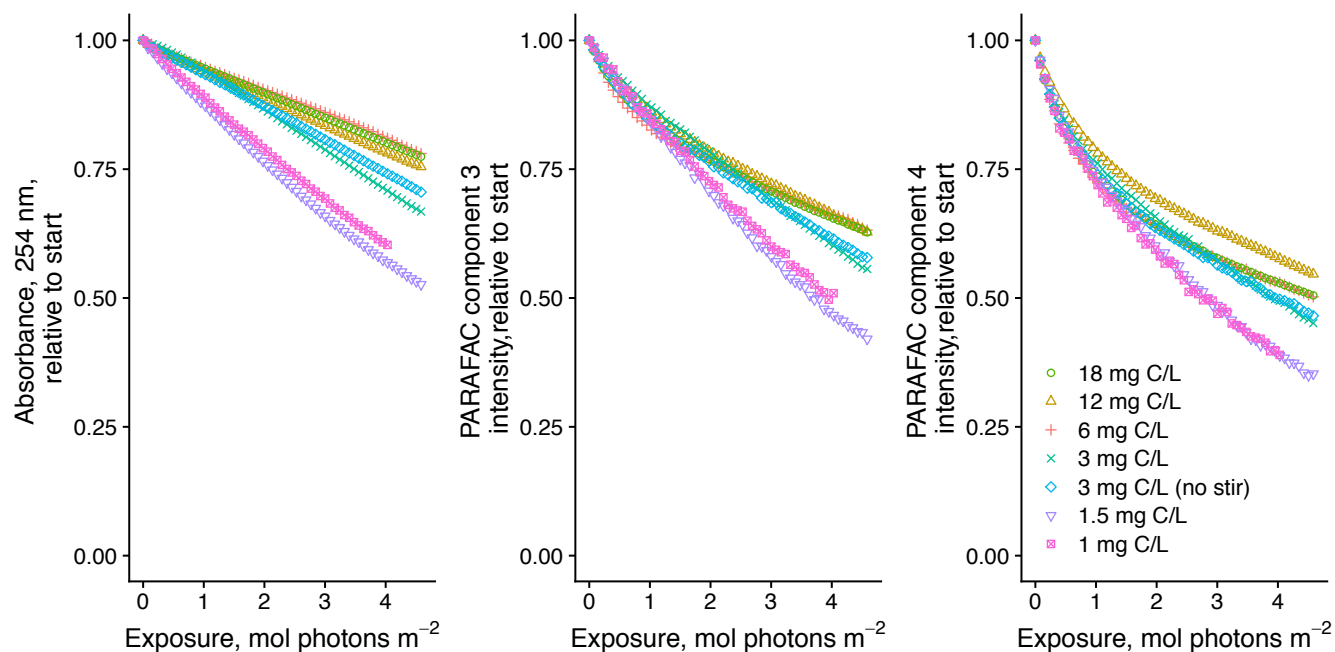 Absorbance, 254 nm,
relative to start
1.00
0.75
0.50
0.25
0.00
0 1 2 3 4
Exposure, mol photons m⁻²
PARAFAC component 3
intensity,relative to start
1.00
0.75
0.50
0.25
0.00
0 1 2 3 4
Exposure, mol photons m⁻²
PARAFAC component 4
intensity,relative to start
1.00
0.75
0.50
0.25
0.00
0 1 2 3 4
Exposure, mol photons m⁻²
18 mg C/L
12 mg C/L
6 mg C/L
3 mg C/L
3 mg C/L (no stir)
1.5 mg C/L
1 mg C/L